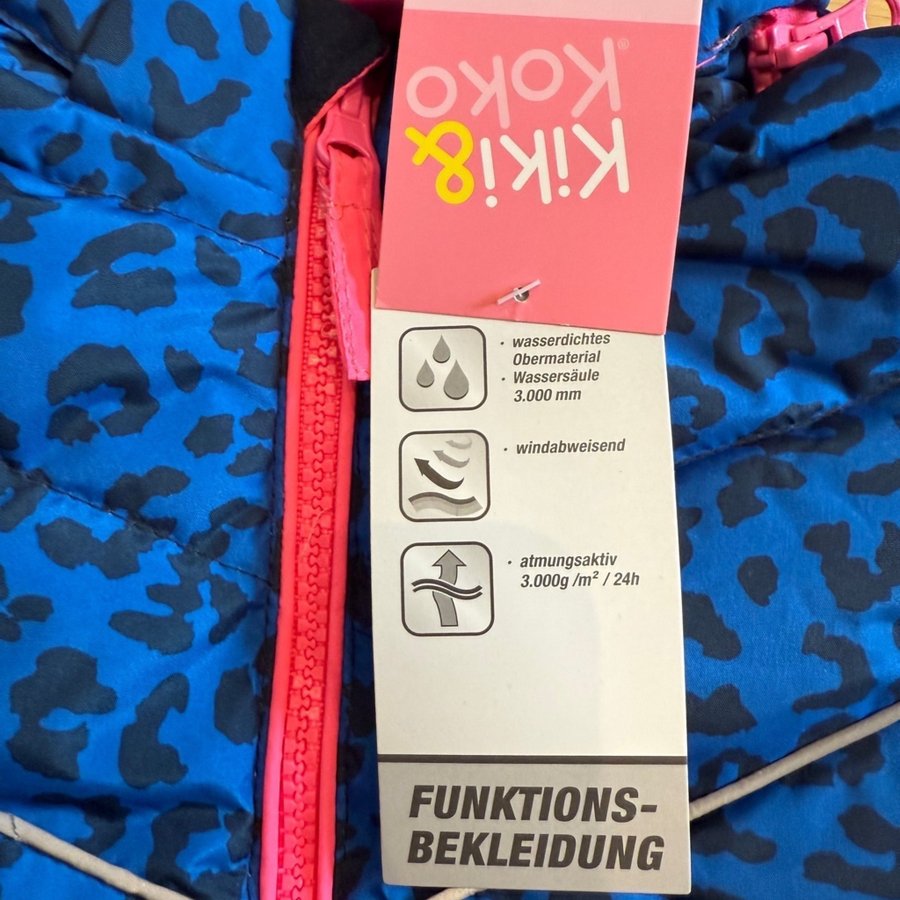 Kiki&
Koko®
· wasserdichtes
Obermaterial
· Wassersäule
3.000 mm
· windabweisend
· atmungsaktiv
3.000g /m² / 24h
FUNKTIONS-
BEKLEIDUNG